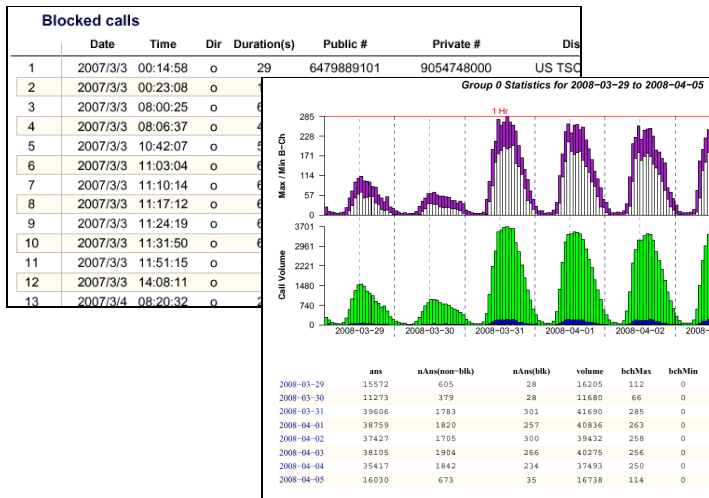 Blocked calls
Date Time Dir Duration(s) Public # Private # Dis
1 2007/3/3 00:14:58 o 29 6479889101 9054748000 US TSC
2 2007/3/3 00:23:08 o
3 2007/3/3 08:00:25 o 6
4 2007/3/3 08:06:37 o 4
5 2007/3/3 10:42:07 o 5
6 2007/3/3 11:03:04 o 6
7 2007/3/3 11:10:14 o 6
8 2007/3/3 11:17:12 o 6
9 2007/3/3 11:24:19 o 6
10 2007/3/3 11:31:50 o 6
11 2007/3/3 11:51:15 o
12 2007/3/3 14:08:11 o
13 2007/3/4 08:20:32 o 2
Group 0 Statistics for 2008-03-29 to 2008-04-05
1 Hr
Max / Min B-Ch
285
228
171
114
57
0
Call Volume
3701
2961
2221
1480
740
0
2008-03-29 2008-03-30 2008-03-31 2008-04-01 2008-04-02 2008-
ans nAns(non-blk) nAns(blk) volume bchMax bchMin
2008-03-29 15572 605 28 16205 112 0
2008-03-30 11273 379 28 11680 66 0
2008-03-31 39606 1783 301 41690 285 0
2008-04-01 38759 1820 257 40836 263 0
2008-04-02 37427 1705 300 39432 258 0
2008-04-03 38105 1904 266 40275 256 0
2008-04-04 35417 1842 234 37493 250 0
2008-04-05 16030 673 35 16738 114 0